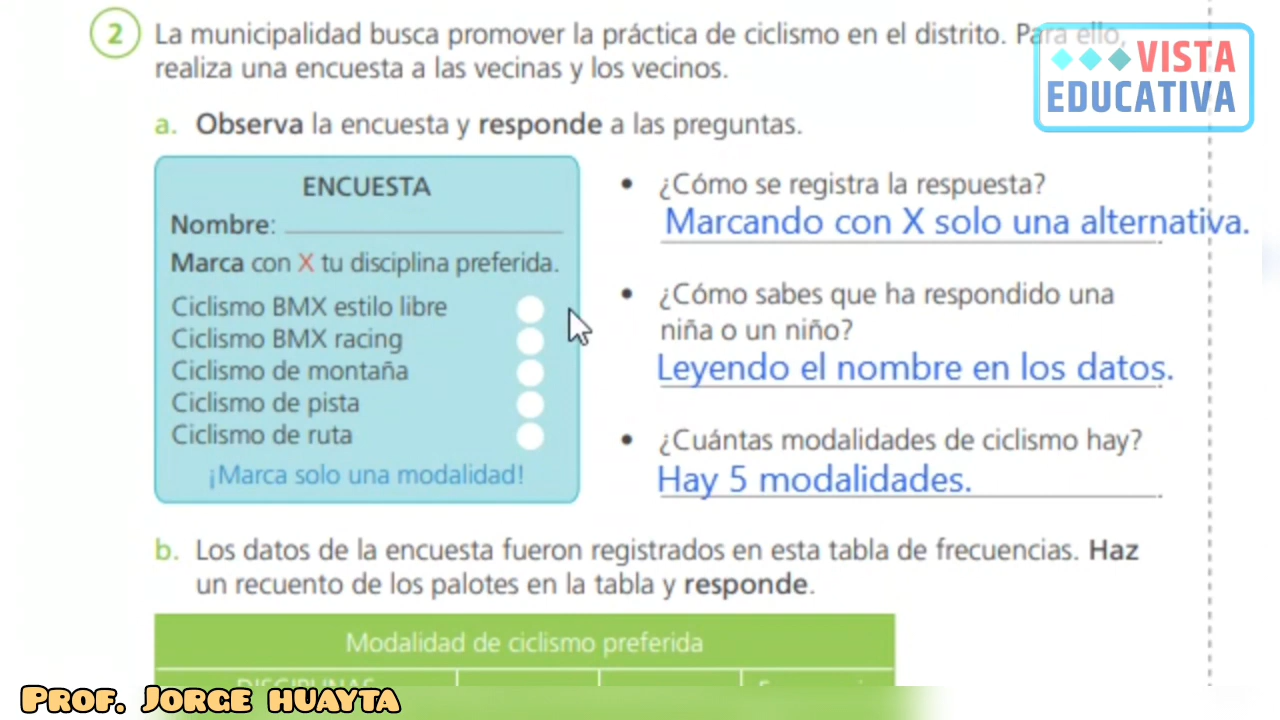 2 La municipalidad busca promover la práctica de ciclismo en el distrito. Para ello,
realiza una encuesta a las vecinas y los vecinos.
VISTA
EDUCATIVA
a. Observa la encuesta y responde a las preguntas.
ENCUESTA
Nombre:
Marca con X tu disciplina preferida.
Ciclismo BMX estilo libre
Ciclismo BMX racing
Ciclismo de montaña
Ciclismo de pista
Ciclismo de ruta
¡Marca solo una modalidad!
• ¿Cómo se registra la respuesta?
Marcando con X solo una alternativa.
• ¿Cómo sabes que ha respondido una
niña o un niño?
Leyendo el nombre en los datos.
• ¿Cuántas modalidades de ciclismo hay?
Hay 5 modalidades.
b. Los datos de la encuesta fueron registrados en esta tabla de frecuencias. Haz
un recuento de los palotes en la tabla y responde.
Modalidad de ciclismo preferida
DISCIPLINAS
Prof. Jorge huayta